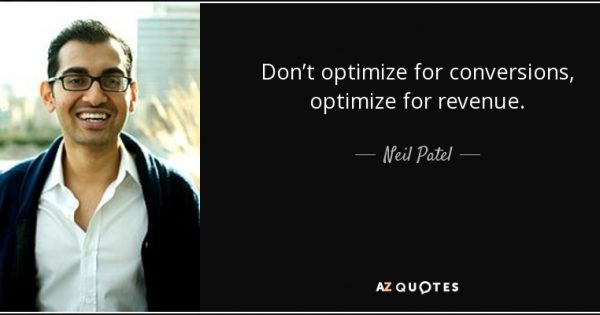 Don’t optimize for conversions,
optimize for revenue.
— Neil Patel —
AZ QUOTES